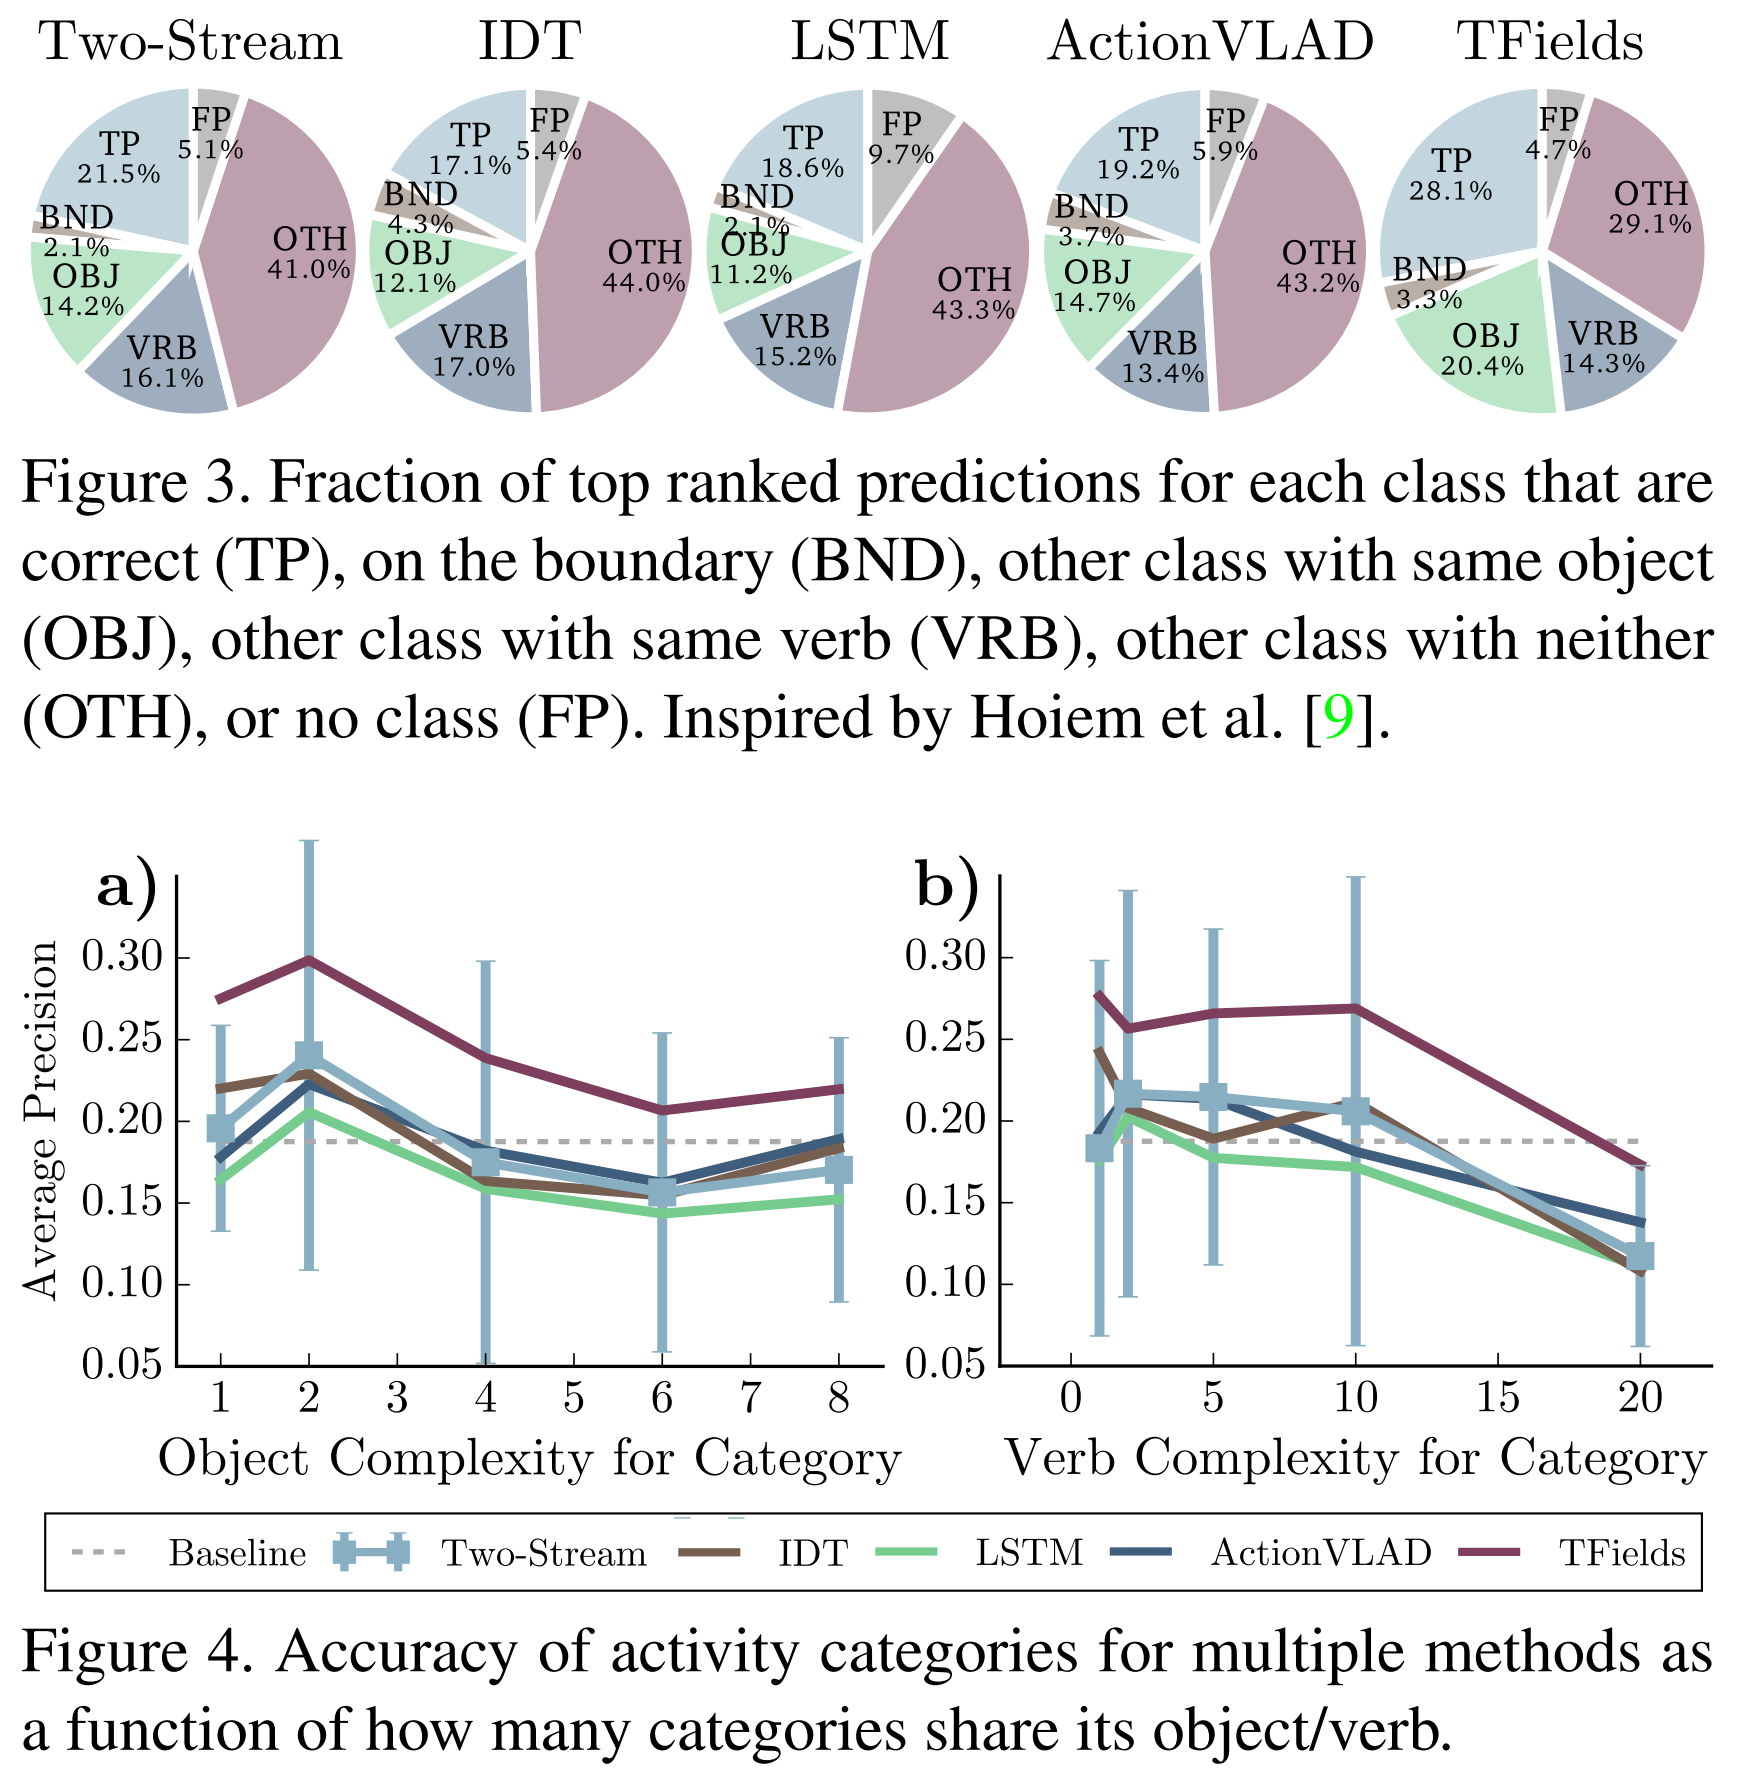 Two-Stream IDT LSTM ActionVLAD TFields
FP
5.1%
TP
21.5%
BND
2.1%
OBJ
14.2%
VRB
16.1%
OTH
41.0%
FP
5.4%
TP
17.1%
BND
4.3%
OBJ
12.1%
VRB
17.0%
OTH
44.0%
FP
9.7%
TP
18.6%
BND
2.1%
OBJ
11.2%
VRB
15.2%
OTH
43.3%
FP
5.9%
TP
19.2%
BND
3.7%
OBJ
14.7%
VRB
13.4%
OTH
43.2%
FP
4.7%
TP
28.1%
BND
3.3%
OBJ
20.4%
VRB
14.3%
OTH
29.1%
Figure 3. Fraction of top ranked predictions for each class that are
correct (TP), on the boundary (BND), other class with same object
(OBJ), other class with same verb (VRB), other class with neither
(OTH), or no class (FP). Inspired by Hoiem et al. [9].
a)
Average Precision
0.30
0.25
0.20
0.15
0.10
0.05
1 2 3 4 5 6 7 8
Object Complexity for Category
b)
0.30
0.25
0.20
0.15
0.10
0.05
0 5 10 15 20
Verb Complexity for Category
Baseline Two-Stream IDT LSTM ActionVLAD TFields
Figure 4. Accuracy of activity categories for multiple methods as
a function of how many categories share its object/verb.